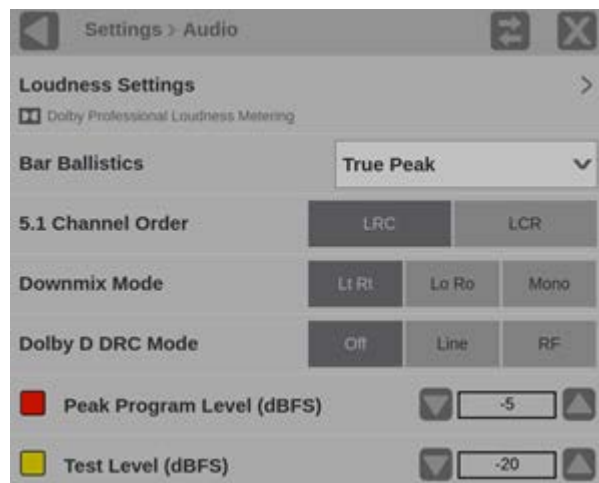 Settings > Audio
Loudness Settings >
Dolby Professional Loudness Metering
Bar Ballistics True Peak
5.1 Channel Order LRC LCR
Downmix Mode Lt Rt Lo Ro Mono
Dolby D DRC Mode Off Line RF
Peak Program Level (dBFS) -5
Test Level (dBFS) -20